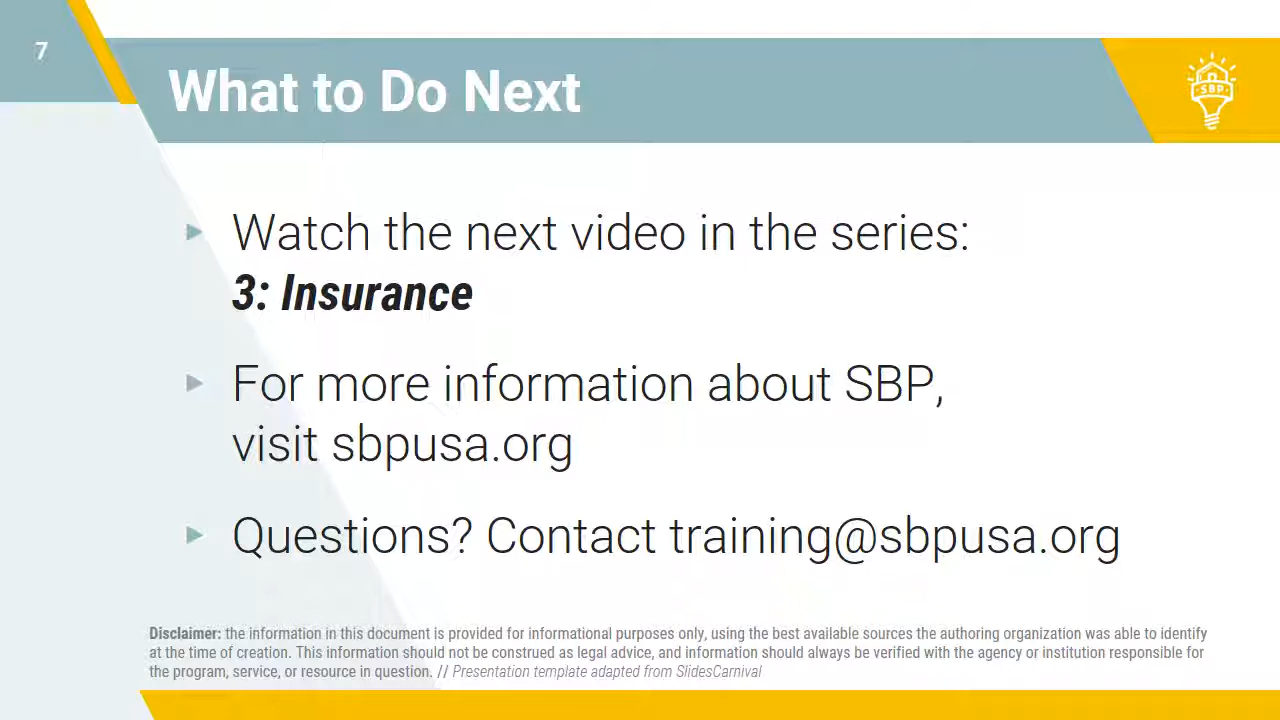 7
What to Do Next
SBP
Watch the next video in the series:
3: Insurance
For more information about SBP,
visit sbpusa.org
Questions? Contact training@sbpusa.org
Disclaimer: the information in this document is provided for informational purposes only, using the best available sources the authoring organization was able to identify
at the time of creation. This information should not be construed as legal advice, and information should always be verified with the agency or institution responsible for
the program, service, or resource in question. // Presentation template adapted from SlidesCarnival